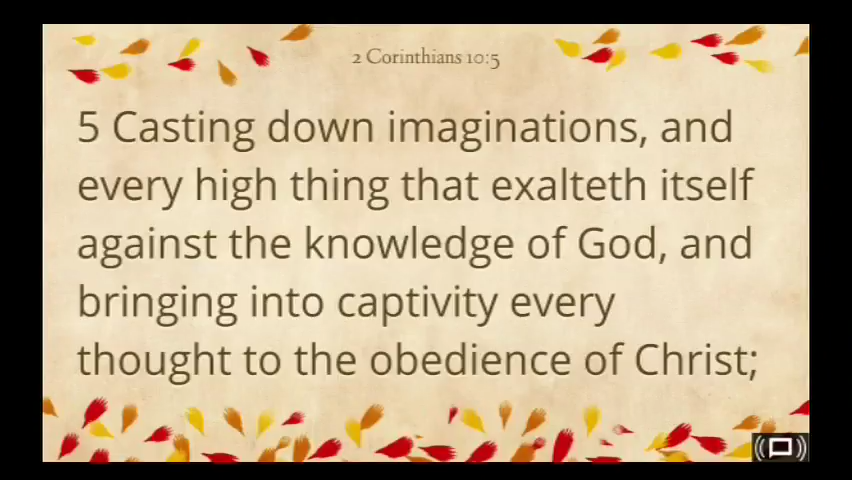 2 Corinthians 10:5
5 Casting down imaginations, and
every high thing that exalteth itself
against the knowledge of God, and
bringing into captivity every
thought to the obedience of Christ;